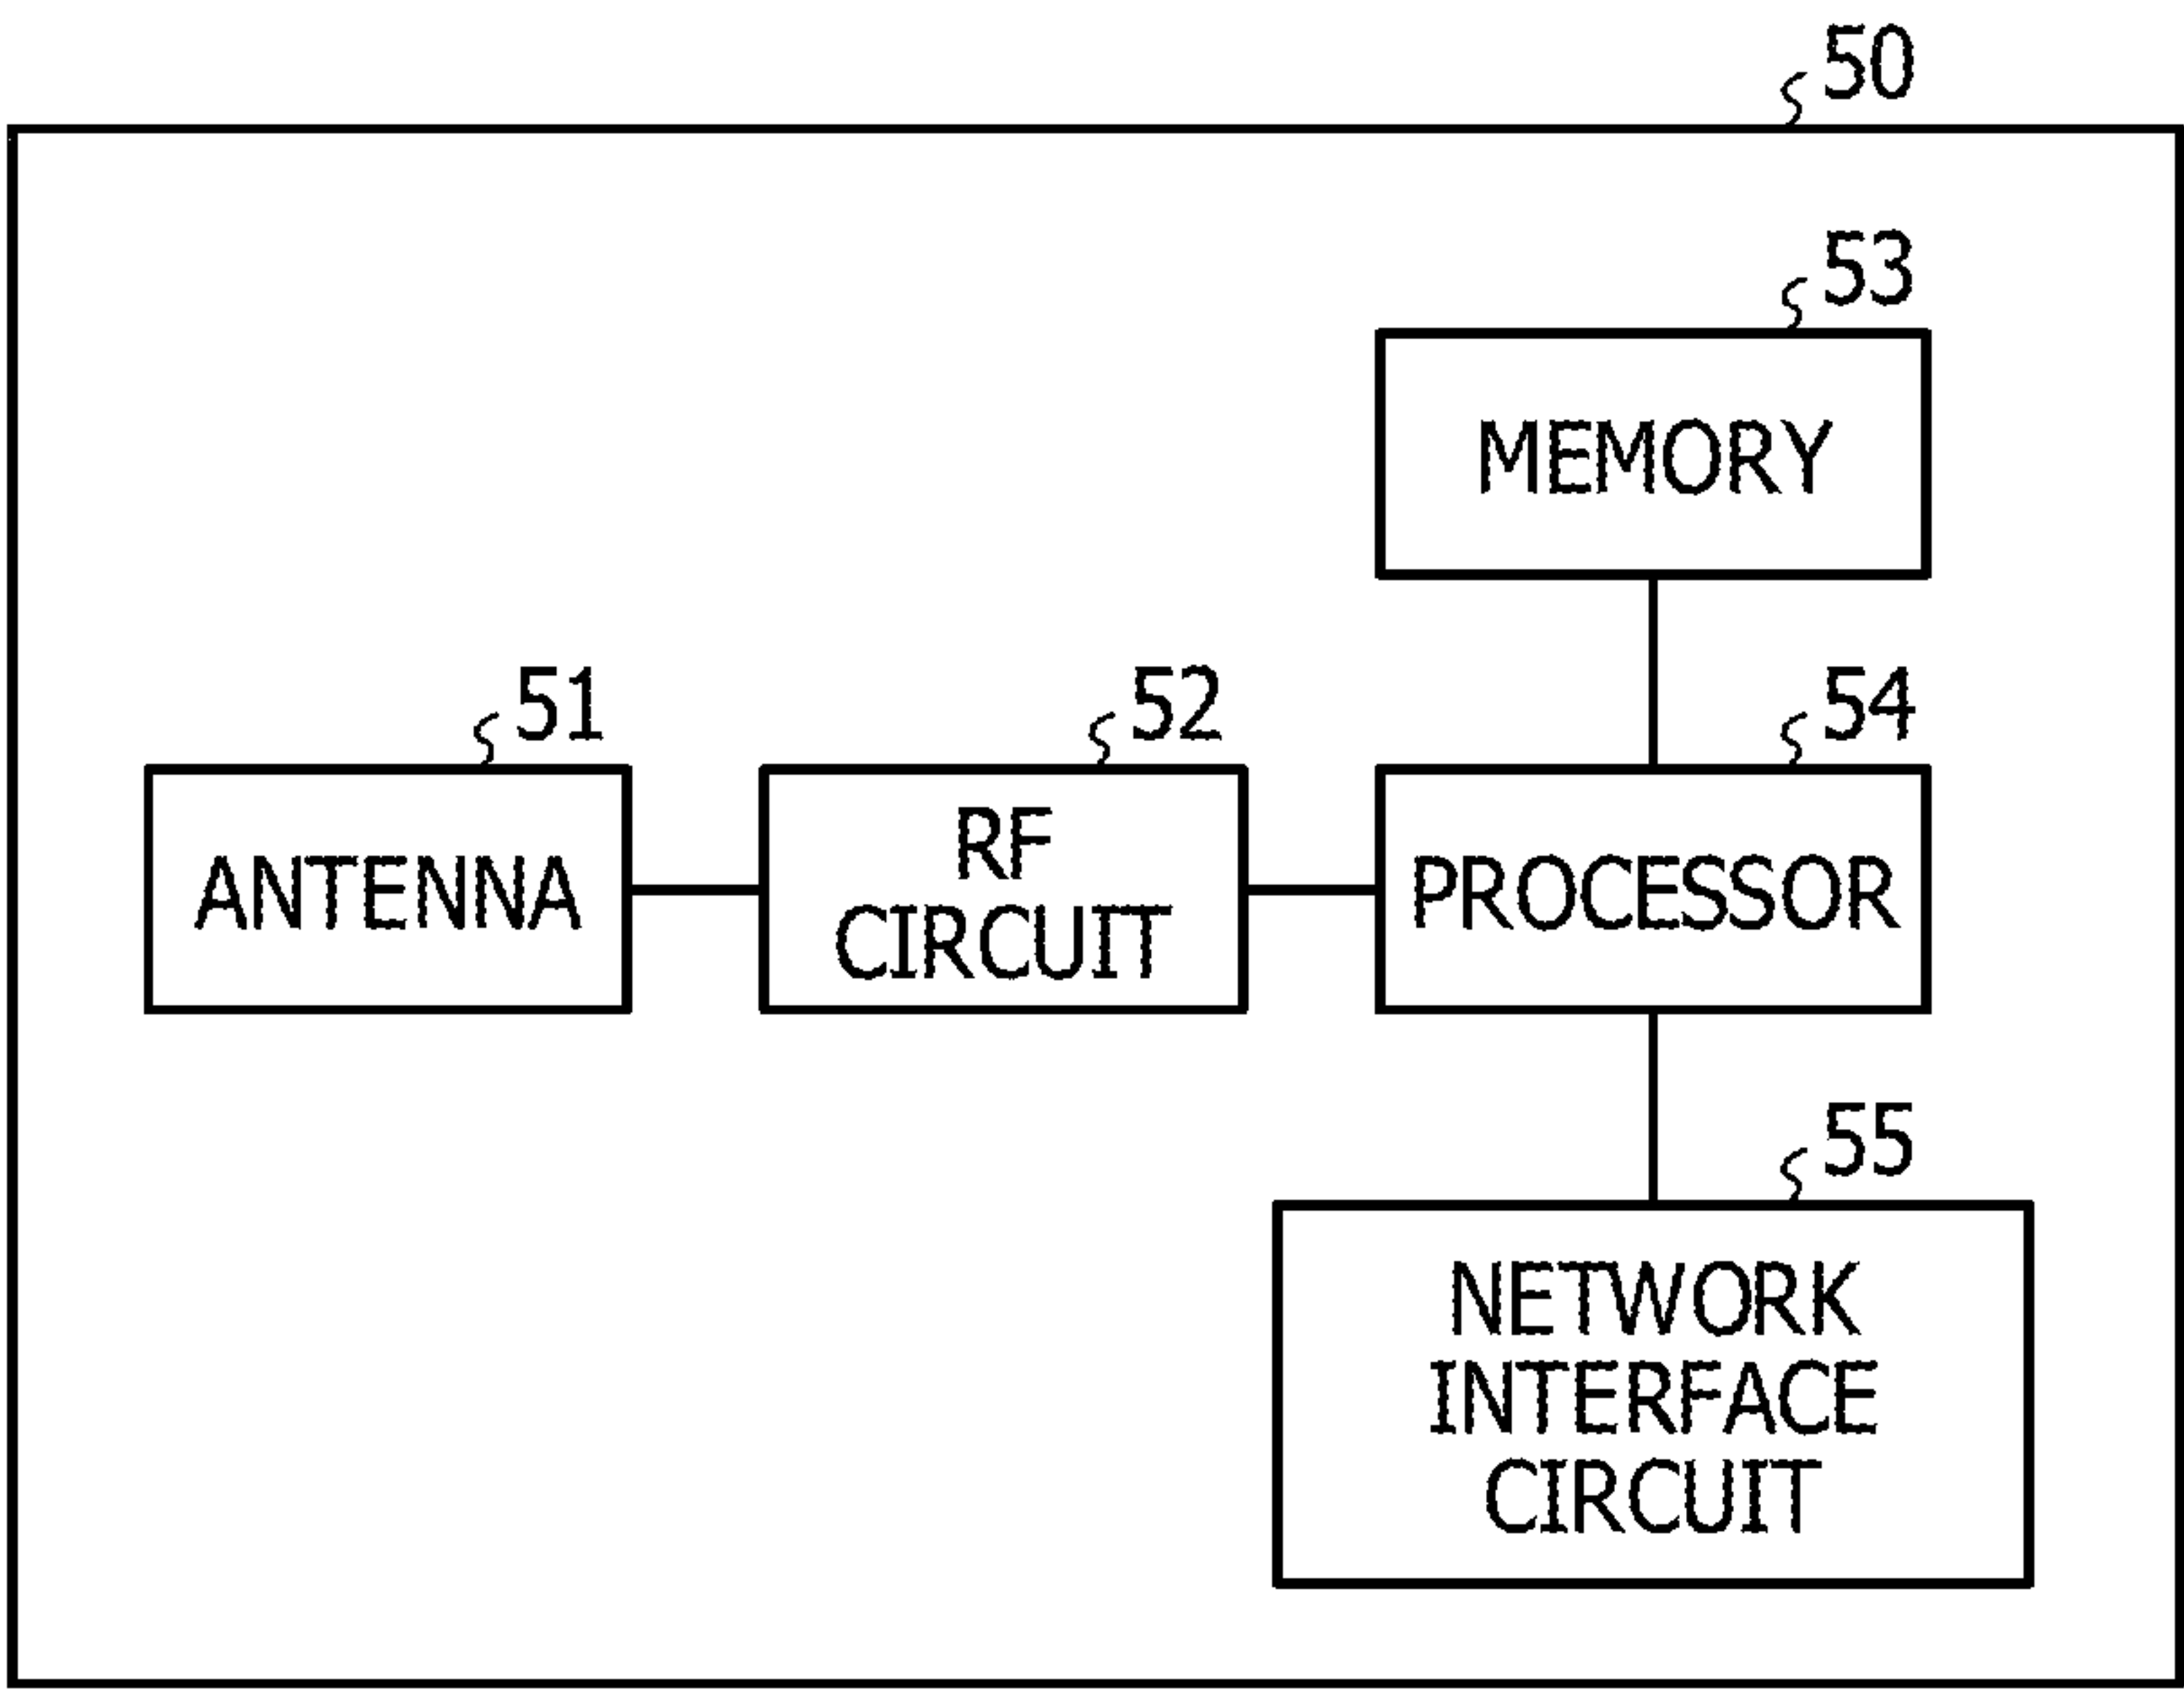 50
53
MEMORY
51
52
54
ANTENNA
RF
CIRCUIT
PROCESSOR
55
NETWORK
INTERFACE
CIRCUIT